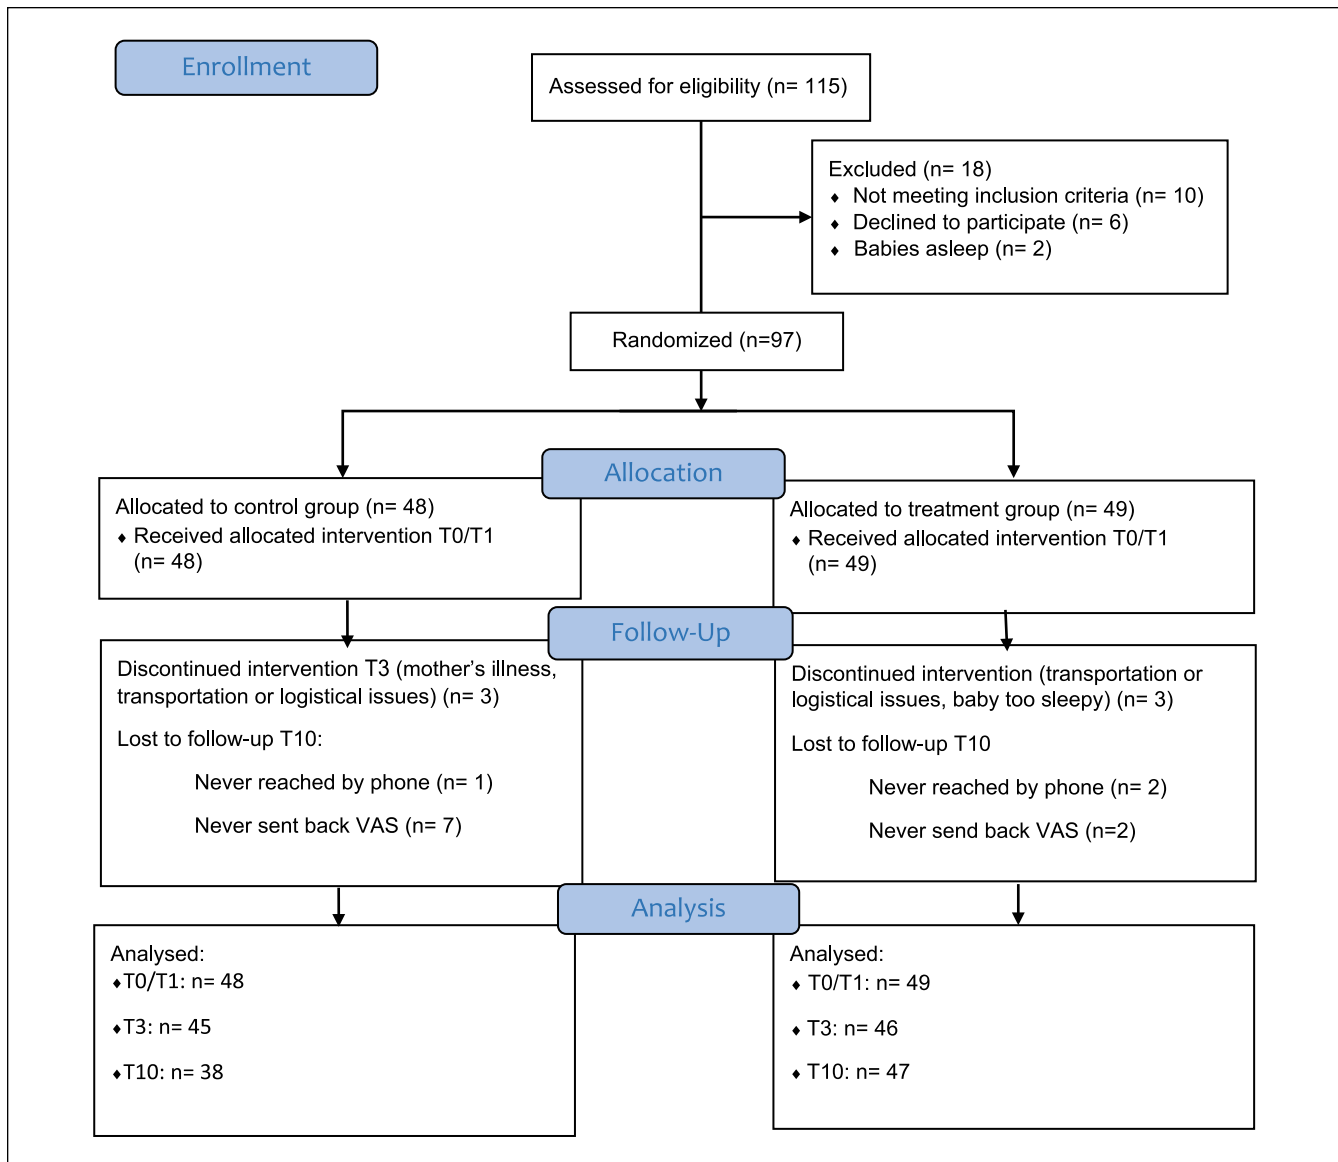 Enrollment
Assessed for eligibility (n= 115)
Excluded (n= 18)
♦ Not meeting inclusion criteria (n= 10)
♦ Declined to participate (n= 6)
♦ Babies asleep (n= 2)
Randomized (n=97)
Allocation
Allocated to control group (n= 48)
♦ Received allocated intervention T0/T1
(n= 48)
Allocated to treatment group (n= 49)
♦ Received allocated intervention T0/T1
(n= 49)
Follow-Up
Discontinued intervention T3 (mother’s illness,
transportation or logistical issues) (n= 3)
Lost to follow-up T10:
Never reached by phone (n= 1)
Never sent back VAS (n= 7)
Discontinued intervention (transportation or
logistical issues, baby too sleepy) (n= 3)
Lost to follow-up T10
Never reached by phone (n= 2)
Never send back VAS (n=2)
Analysis
Analysed:
♦T0/T1: n= 48
♦T3: n= 45
♦T10: n= 38
Analysed:
♦ T0/T1: n= 49
♦ T3: n= 46
♦ T10: n= 47